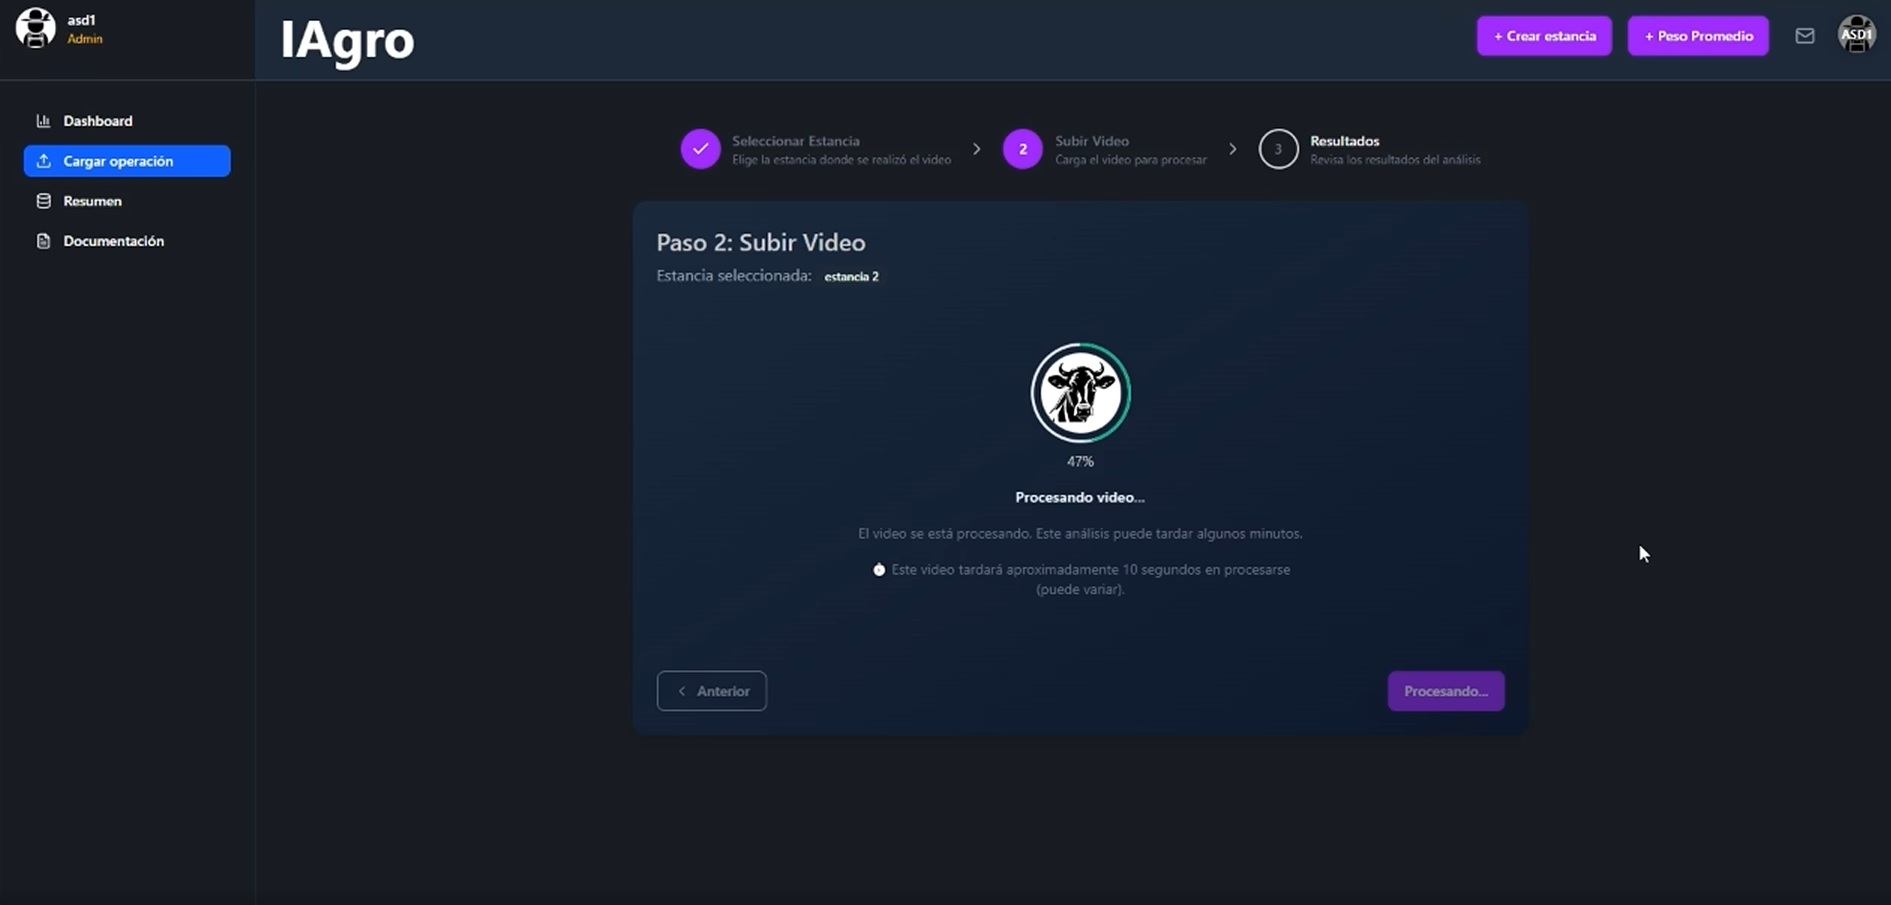 asd1
Admin
IAgro
+ Crear estancia
+ Peso Promedio
ASD1
Dashboard
Cargar operación
Resumen
Documentación
Seleccionar Estancia
Elige la estancia donde se realizó el video
2
Subir Video
Carga el video para procesar
3
Resultados
Revisa los resultados del análisis
Paso 2: Subir Video
Estancia seleccionada: estancia 2
47%
Procesando video...
El video se está procesando. Este análisis puede tardar algunos minutos.
Este video tardará aproximadamente 10 segundos en procesarse
(puede variar).
Anterior
Procesando...